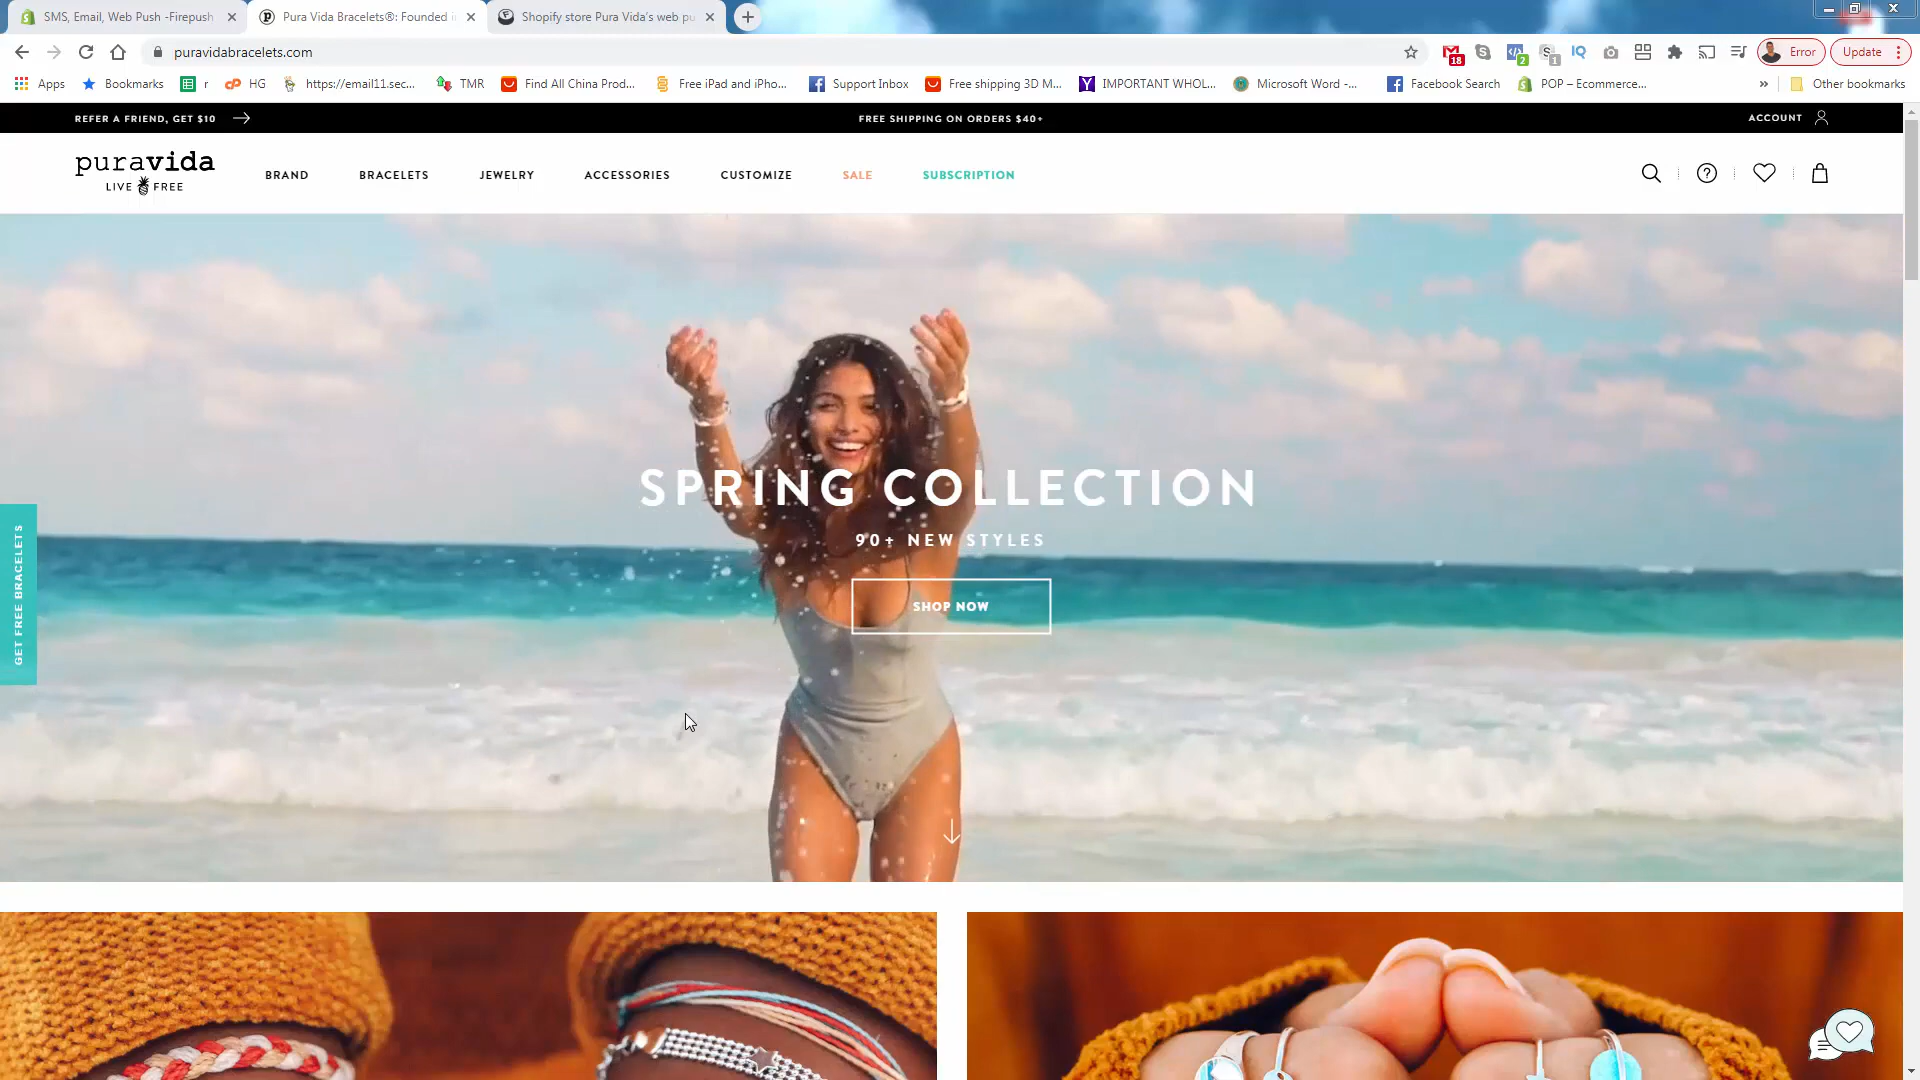 SMS, Email, Web Push -Firepush
Pura Vida Bracelets®: Founded i
Shopify store Pura Vida's web pu
puravidabracelets.com
18
2
1
IQ
Error
Update
Apps
Bookmarks
r
HG
https://email11.sec...
TMR
Find All China Prod...
Free iPad and iPho...
Support Inbox
Free shipping 3D M...
IMPORTANT WHOL...
Microsoft Word -...
Facebook Search
POP – Ecommerce...
»
Other bookmarks
REFER A FRIEND, GET $10
FREE SHIPPING ON ORDERS $40+
ACCOUNT
puravida
LIVE FREE
BRAND
BRACELETS
JEWELRY
ACCESSORIES
CUSTOMIZE
SALE
SUBSCRIPTION
SPRING COLLECTION
90+ NEW STYLES
SHOP NOW
GET FREE BRACELETS